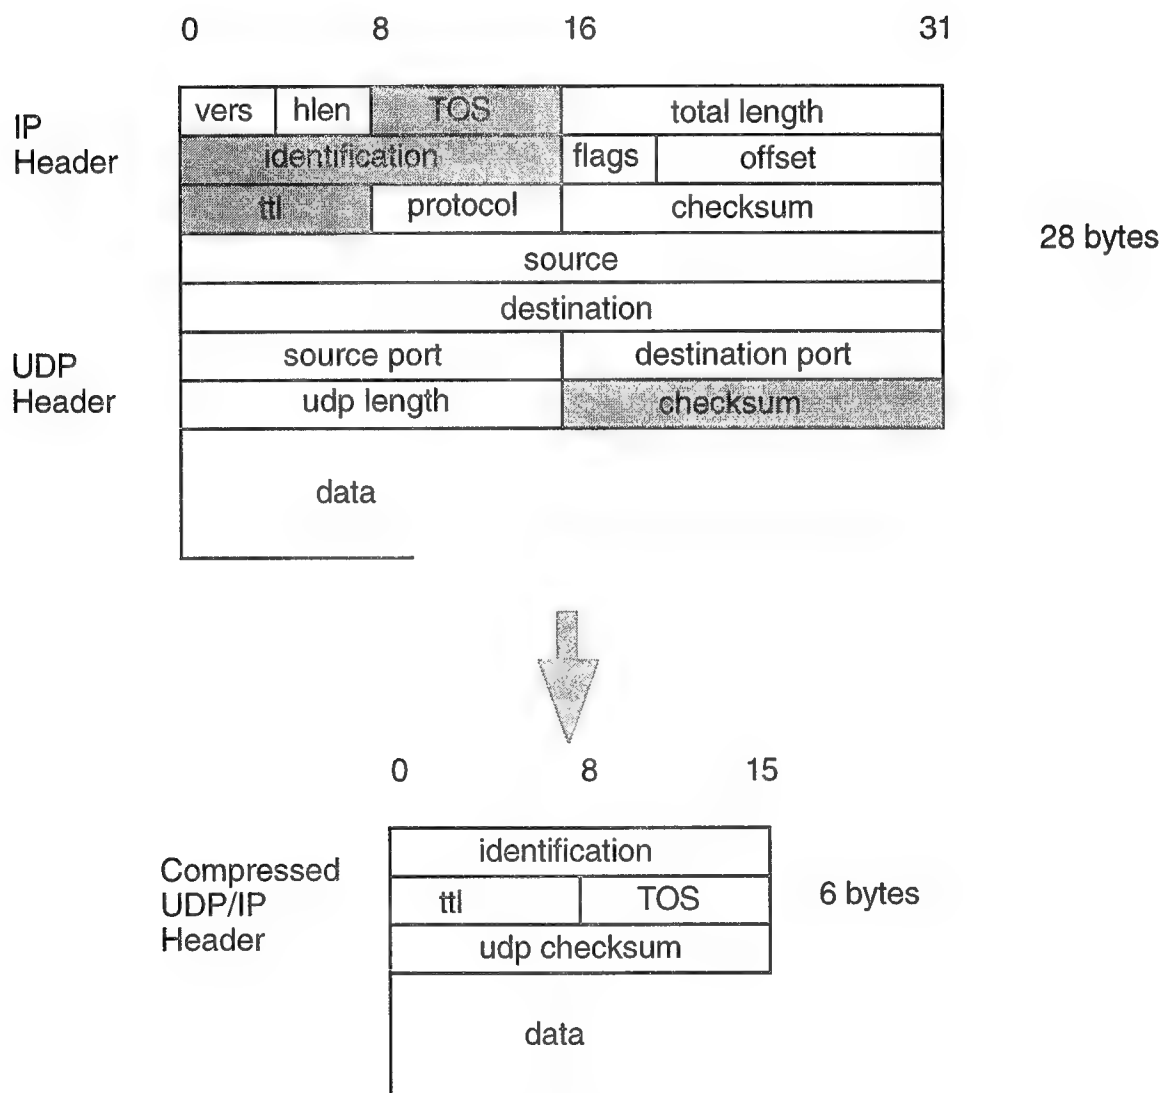 0 8 16 31
IP
Header
vers hlen TOS total length
identification flags offset
ttl protocol checksum
source
destination
28 bytes
UDP
Header
source port destination port
udp length checksum
data
0 8 15
Compressed
UDP/IP
Header
identification
ttl TOS
udp checksum
6 bytes
data